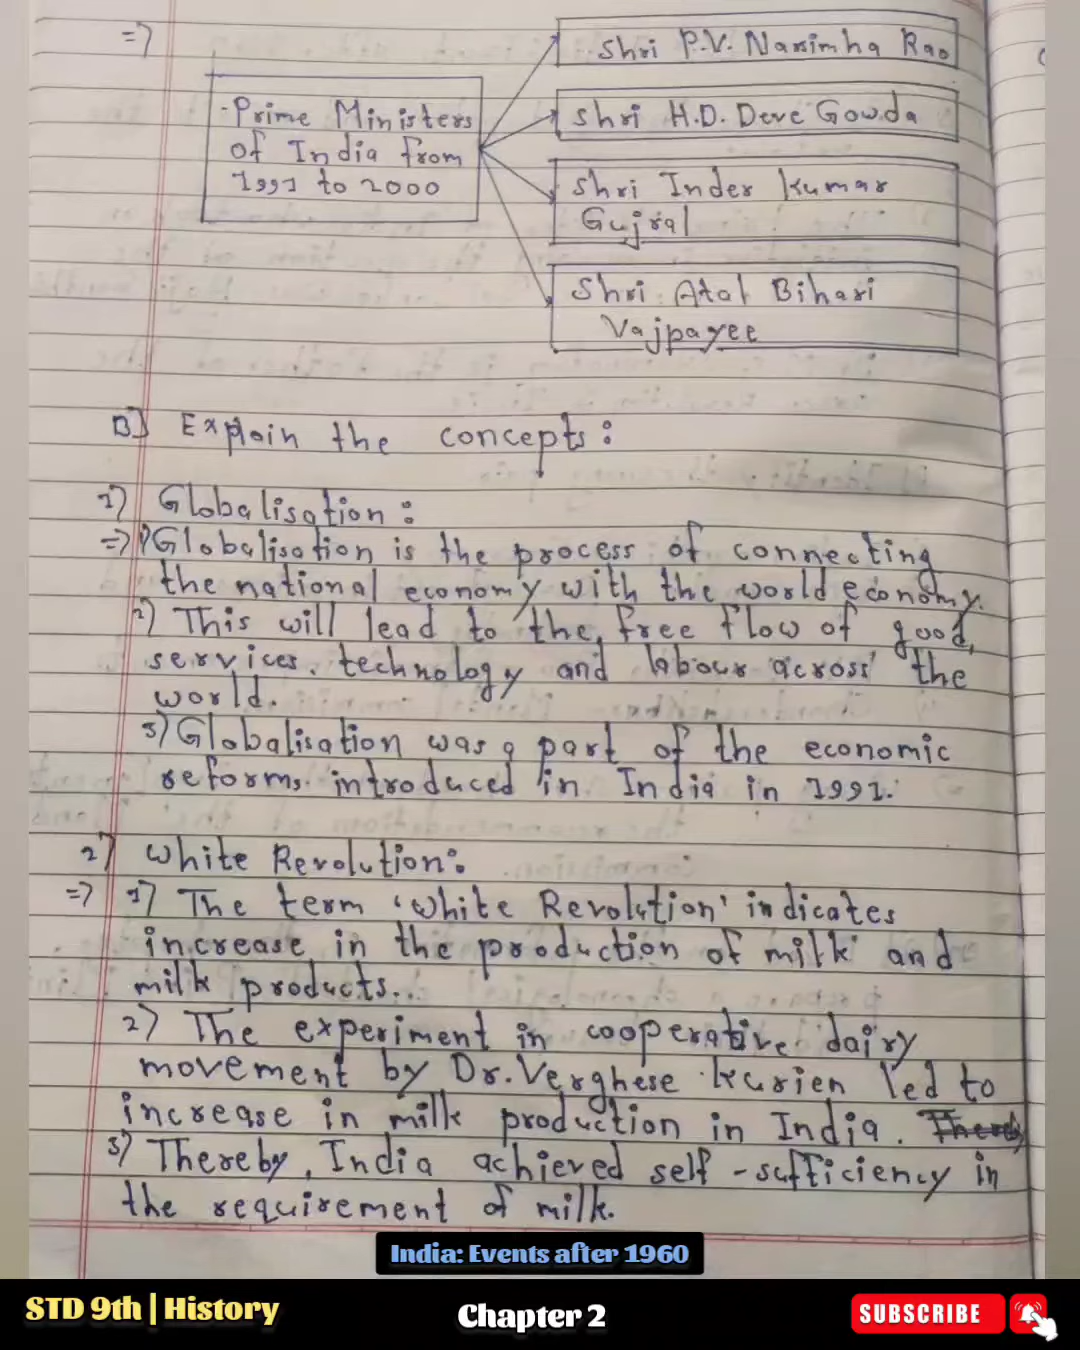 =>
Prime Ministers
of India from
1991 to 2000
Shri P.V. Narsimha Rao
Shri H.D. Deve Gowda
Shri Inder Kumar
Gujral
Shri Atal Bihari
Vajpayee
B] Explain the concepts:
1) Globalisation:
=> 1) Globalisation is the process of connecting
the national economy with the world economy.
2) This will lead to the free flow of good,
services, technology and labour across the
world.
3) Globalisation was a part of the economic
reforms introduced in India in 1991.
2) White Revolution:
=> 1) The term 'White Revolution' indicates
increase in the production of milk and
milk products...
2) The experiment in cooperative dairy
movement by Dr. Verghese Kurien led to
increase in milk production in India. Thereby
3) Thereby, India achieved self-sufficiency in
the requirement of milk.
India: Events after 1960
STD 9th | History
Chapter 2
SUBSCRIBE